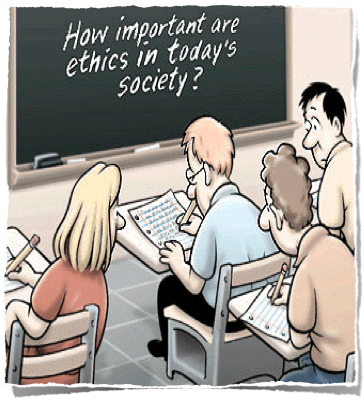 How important are
ethics in today's
society?